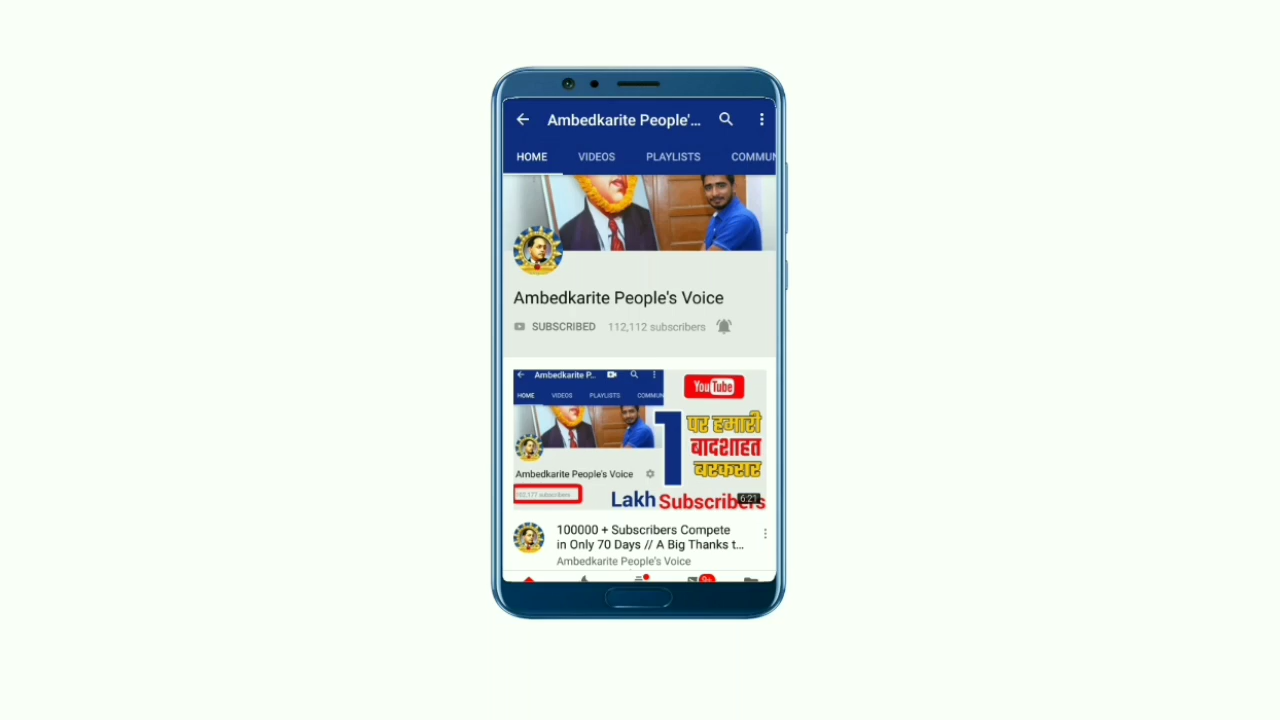 Ambedkarite People'...
HOME VIDEOS PLAYLISTS COMMUN
Ambedkarite People's Voice
SUBSCRIBED 112,112 subscribers
Ambedkarite P...
HOME VIDEOS PLAYLISTS COMMUN
Ambedkarite People's Voice
subscribers
YouTube
1 पर हमारी
बादशाहत
बरकरार
Lakh Subscribers
6:21
100000 + Subscribers Compete
in Only 70 Days // A Big Thanks t...
Ambedkarite People's Voice
9+